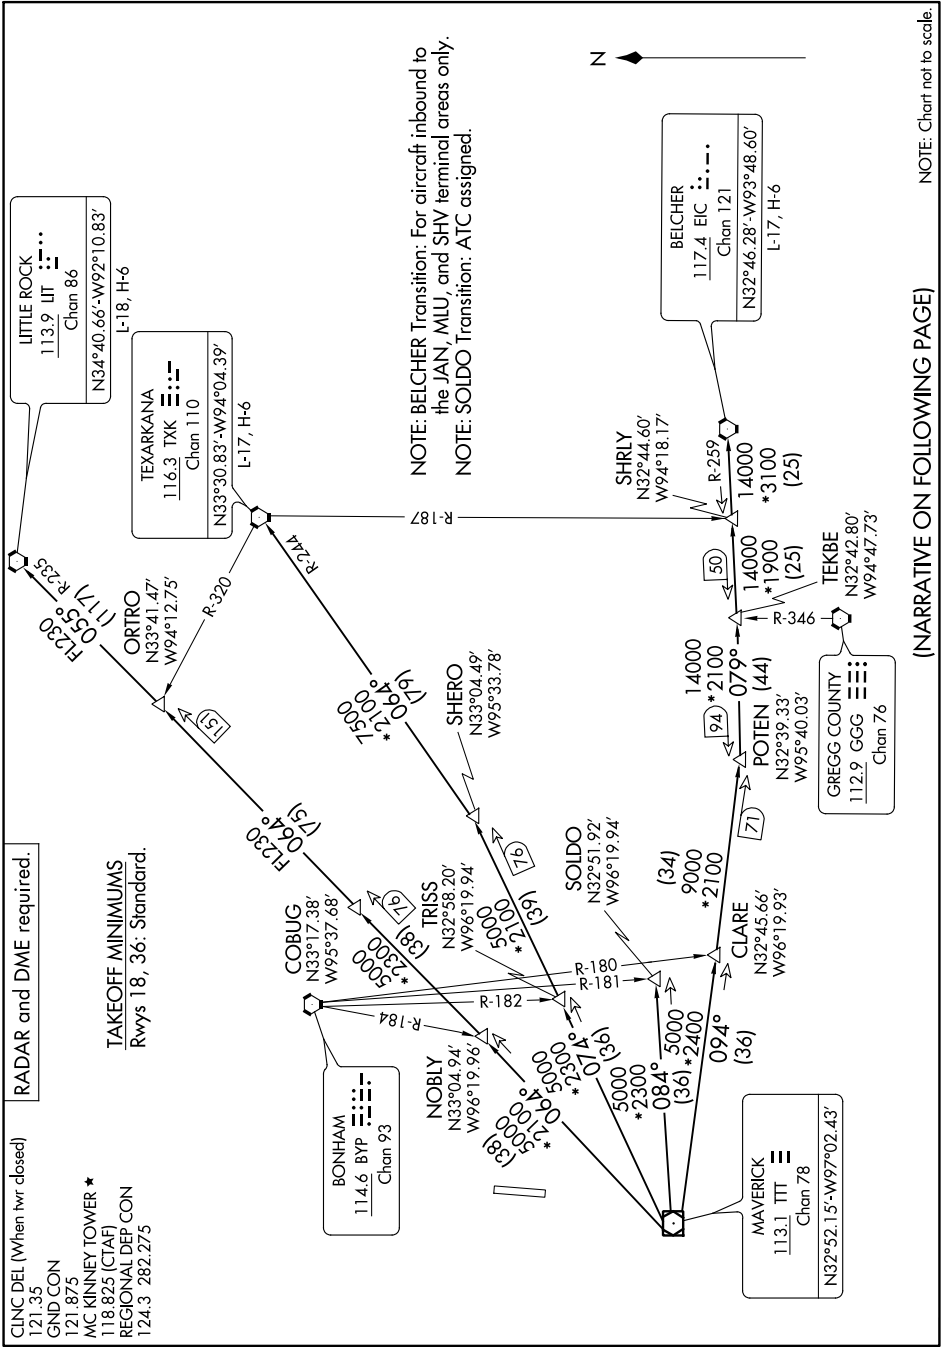 CLNC DEL (When twr closed)
121.35
GND CON
121.875
MC KINNEY TOWER ★
118.825 (CTAF)
REGIONAL DEP CON
124.3 282.275
RADAR and DME required.
TAKEOFF MINIMUMS
Rwys 18, 36: Standard.
LITTLE ROCK
113.9 LIT
Chan 86
N34°40.66'-W92°10.83'
L-18, H-6
TEXARKANA
116.3 TXK
Chan 110
N33°30.83'-W94°04.39'
L-17, H-6
NOTE: BELCHER Transition: For aircraft inbound to
the JAN, MLU, and SHV terminal areas only.
NOTE: SOLDO Transition: ATC assigned.
N
BELCHER
117.4 EIC
Chan 121
N32°46.28'-W93°48.60'
L-17, H-6
R-235
FL230
055°
(117)
ORTRO
N33°41.47'
W94°12.75'
R-320
R-244
R-187
151
FL230
064°
(75)
7500
*2100
064°
(79)
SHERO
N33°04.49'
W95°33.78'
76
COBUG
N33°17.38'
W95°37.68'
76
5000
*2300
(38)
TRISS
N32°58.20'
W96°19.94'
5000
*2100
(39)
SOLDO
N32°51.92'
W96°19.94'
BONHAM
114.6 BYP
Chan 93
R-184
R-182
R-181
R-180
NOBLY
N33°04.94'
W96°19.96'
(38)
5000
*2100
064°
5000
*2300
074°
(36)
5000
*2300
084°
(36)
5000
*2400
094°
(36)
CLARE
N32°45.66'
W96°19.93'
(34)
9000
*2100
71
POTEN
N32°39.33'
W95°40.03'
94
14000
*2100
079°
(44)
TEKBE
N32°42.80'
W94°47.73'
R-346
GREGG COUNTY
112.9 GGG
Chan 76
50
14000
*1900
(25)
SHRLY
N32°44.60'
W94°18.17'
R-259
14000
*3100
(25)
MAVERICK
113.1 TTT
Chan 78
N32°52.15'-W97°02.43'
(NARRATIVE ON FOLLOWING PAGE)
NOTE: Chart not to scale.